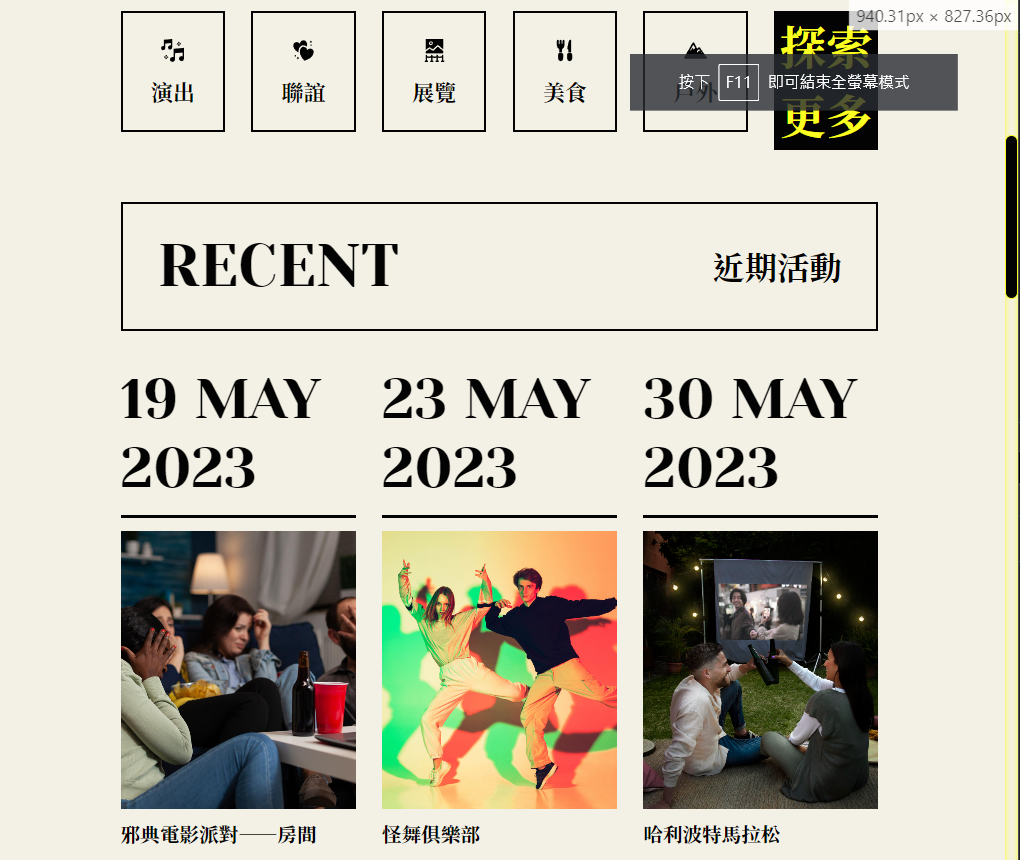 940.31px × 827.36px
演出
聯誼
展覽
美食
戶外
探索
更多
按下 F11 即可結束全螢幕模式
RECENT
近期活動
19 MAY
2023
23 MAY
2023
30 MAY
2023
邪典電影派對──房間
怪舞俱樂部
哈利波特馬拉松